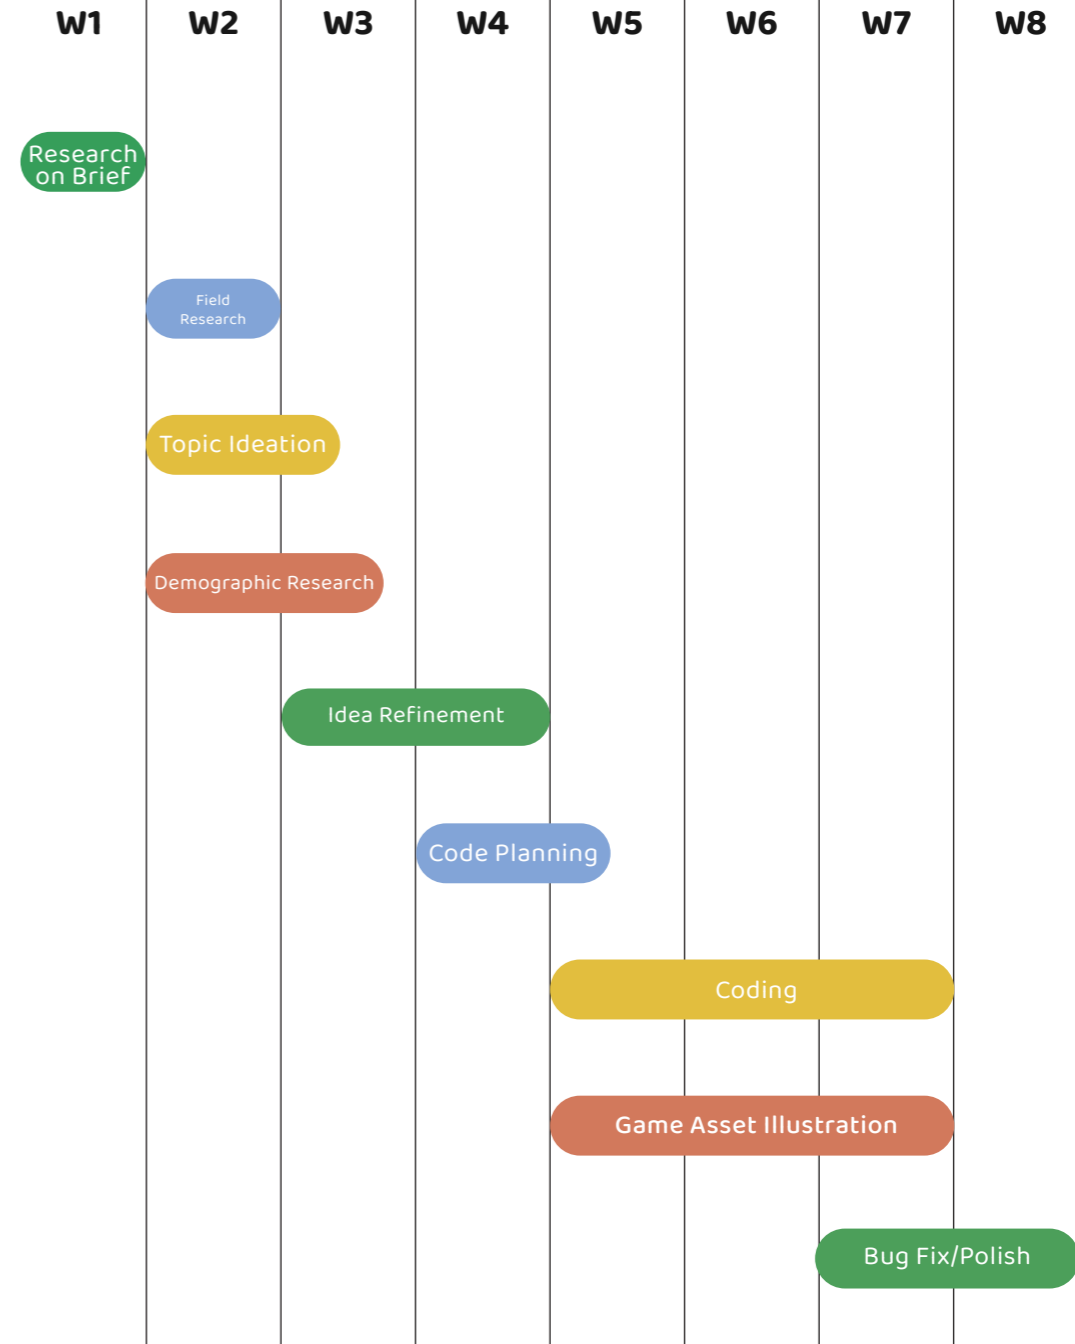 W1 W2 W3 W4 W5 W6 W7 W8
Research
on Brief
Field
Research
Topic Ideation
Demographic Research
Idea Refinement
Code Planning
Coding
Game Asset Illustration
Bug Fix/Polish